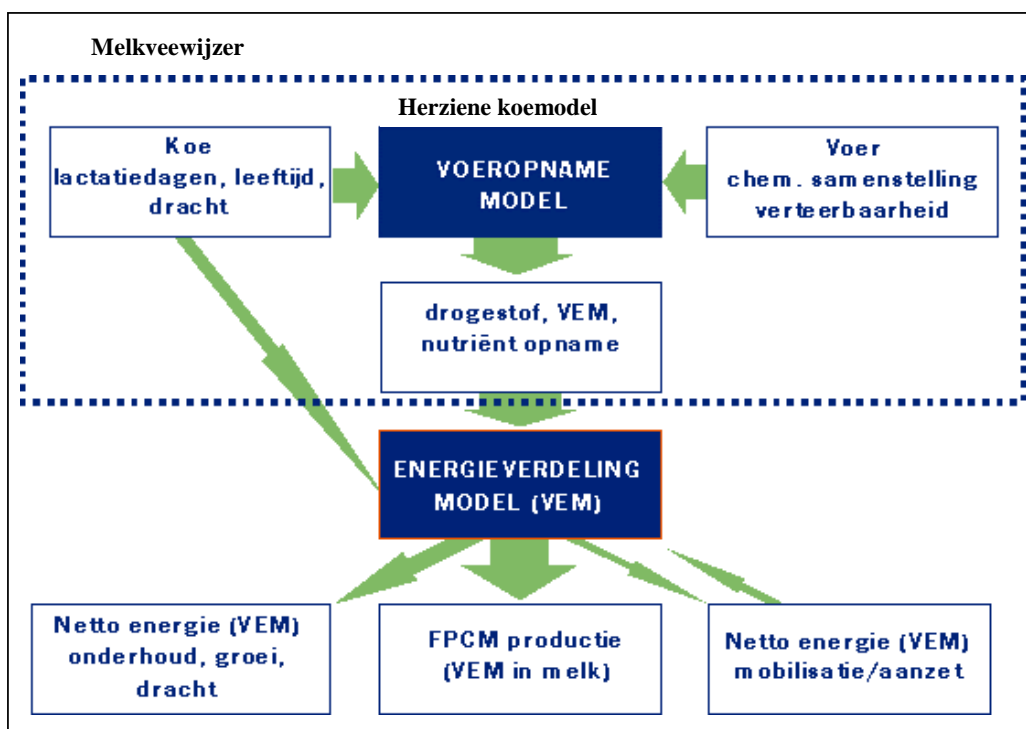 Melkveewijzer
Herziene koemodel
Koe
lactatiedagen, leeftijd,
dracht
VOEROPNAME
MODEL
Voer
chem. samenstelling
verteerbaarheid
drogestof, VEM,
nutriënt opname
ENERGIEVERDELING
MODEL (VEM)
Netto energie (VEM)
onderhoud, groei,
dracht
FPCM productie
(VEM in melk)
Netto energie (VEM)
mobilisatie/aanzet